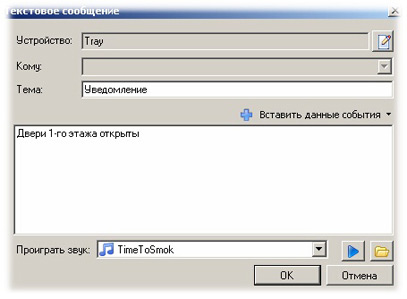 екстовое сообщение
Устройство: Tray
Кому:
Тема: Уведомление
Вставить данные события
Двери 1-го этажа открыты
Проиграть звук: TimeToSmok
OK Отмена